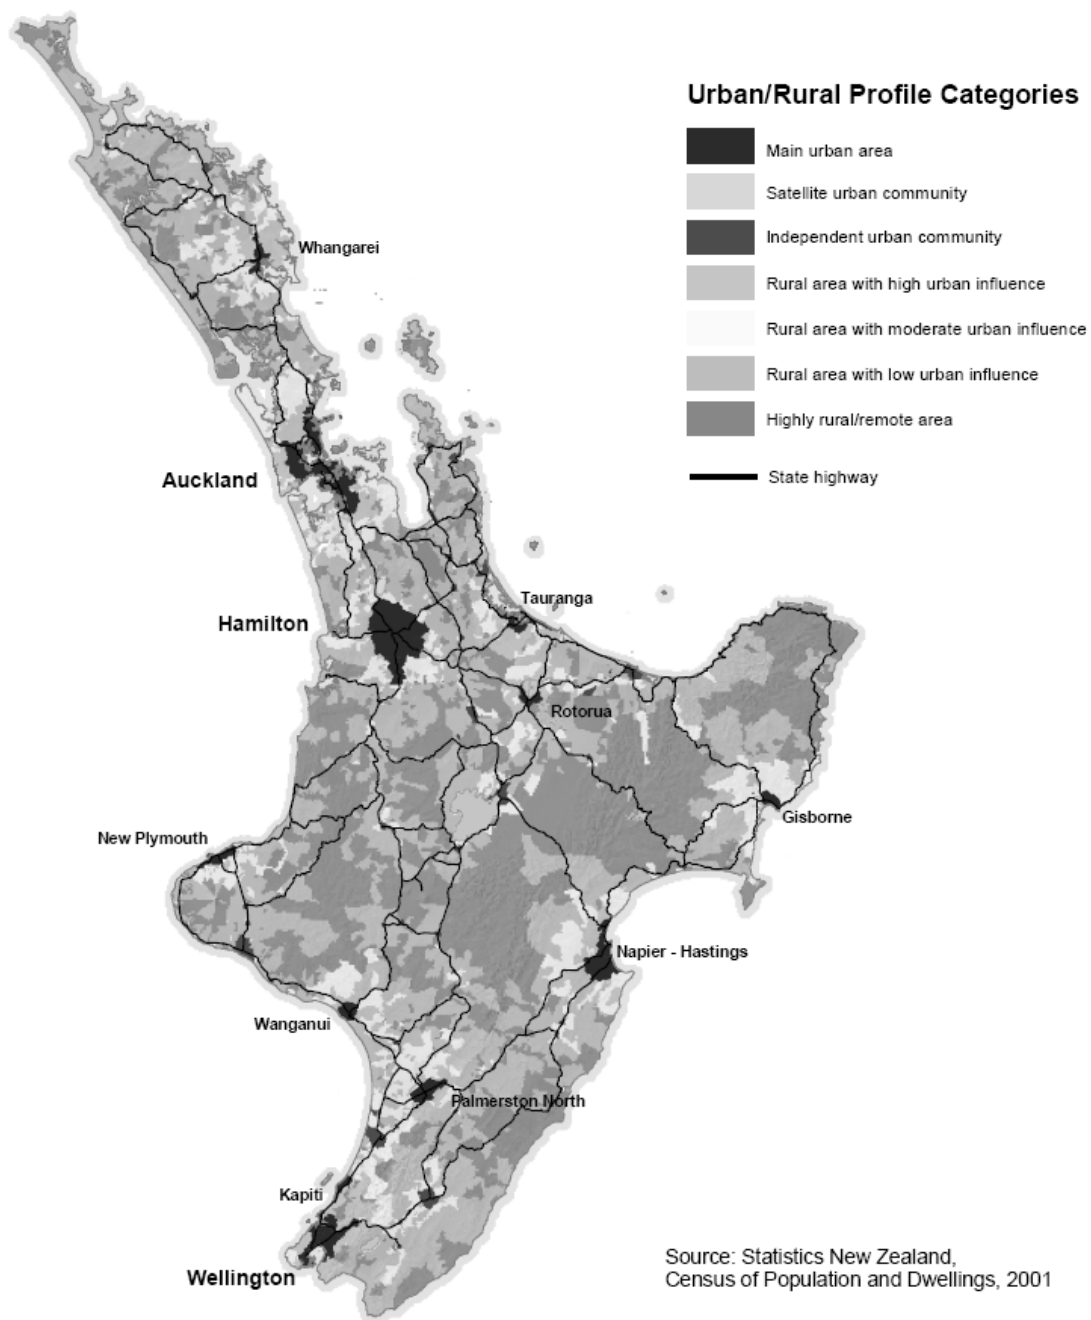 Urban/Rural Profile Categories
Main urban area
Satellite urban community
Independent urban community
Rural area with high urban influence
Rural area with moderate urban influence
Rural area with low urban influence
Highly rural/remote area
State highway
Whangarei
Auckland
Hamilton
Tauranga
Rotorua
Gisborne
New Plymouth
Napier - Hastings
Wanganui
Palmerston North
Kapiti
Wellington
Source: Statistics New Zealand,
Census of Population and Dwellings, 2001